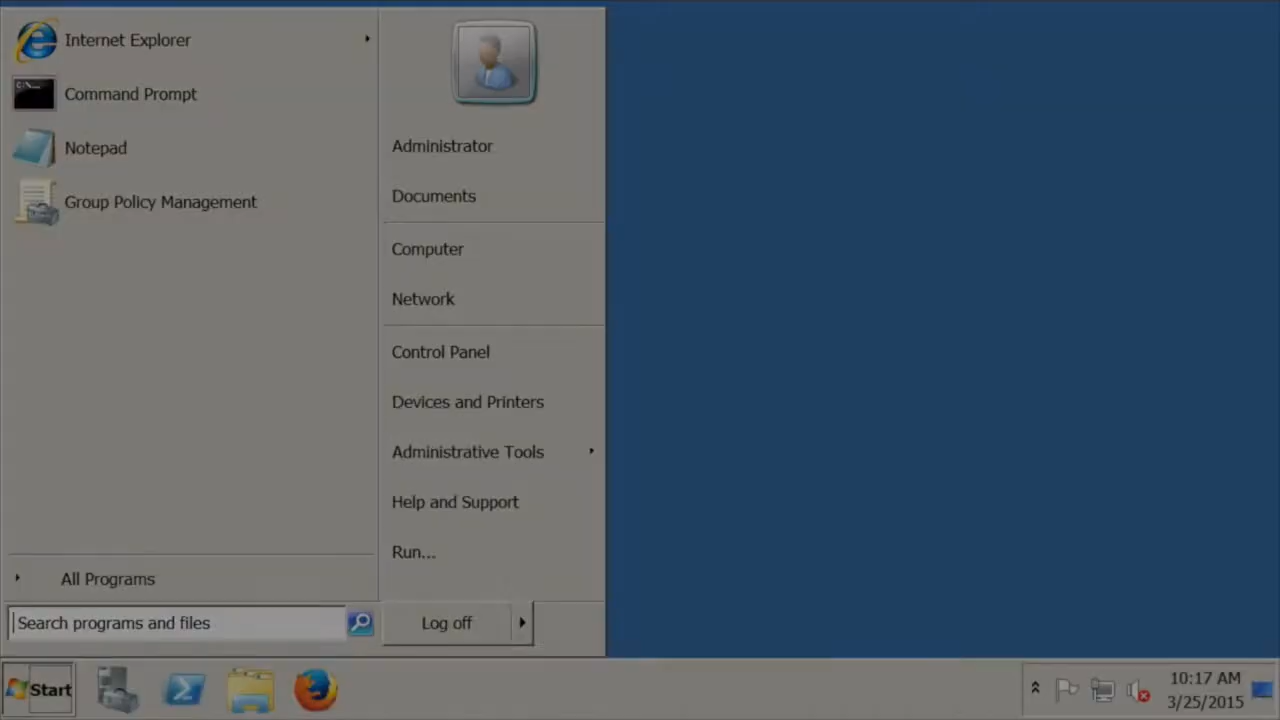 Internet Explorer
Command Prompt
Notepad
Group Policy Management
All Programs
Search programs and files
Administrator
Documents
Computer
Network
Control Panel
Devices and Printers
Administrative Tools
Help and Support
Run...
Log off
Start
10:17 AM
3/25/2015